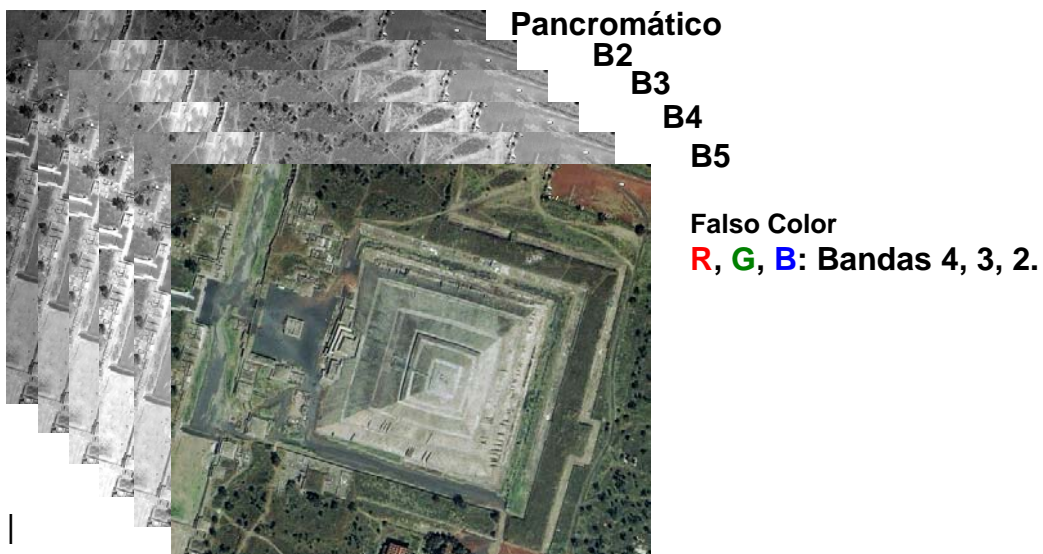 Pancromático
B2
B3
B4
B5
Falso Color
R, G, B: Bandas 4, 3, 2.
|